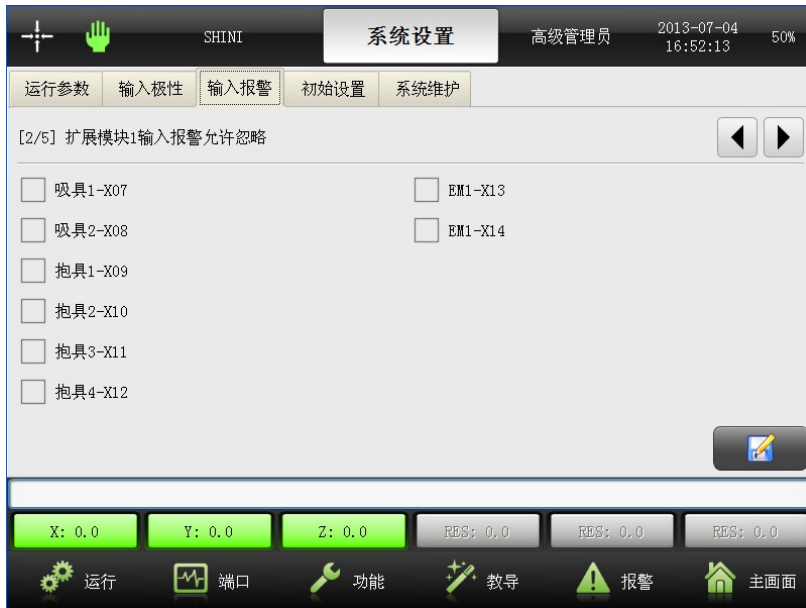 SHINI 系统设置 高级管理员 2013-07-04 16:52:13 50%
运行参数 输入极性 输入报警 初始设置 系统维护
[2/5] 扩展模块1输入报警允许忽略
吸具1-X07 EM1-X13
吸具2-X08 EM1-X14
抱具1-X09
抱具2-X10
抱具3-X11
抱具4-X12
X: 0.0 Y: 0.0 Z: 0.0 RES: 0.0 RES: 0.0 RES: 0.0
运行 端口 功能 教导 报警 主画面